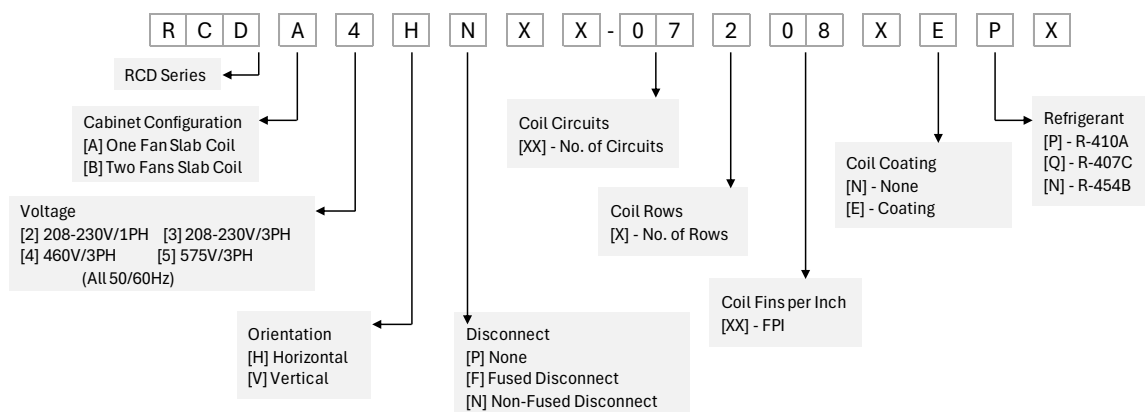 R C D A 4 H N X X - 0 7 2 0 8 X E P X
RCD Series
Cabinet Configuration
[A] One Fan Slab Coil
[B] Two Fans Slab Coil
Voltage
[2] 208-230V/1PH [3] 208-230V/3PH
[4] 460V/3PH [5] 575V/3PH
(All 50/60Hz)
Orientation
[H] Horizontal
[V] Vertical
Disconnect
[P] None
[F] Fused Disconnect
[N] Non-Fused Disconnect
Coil Circuits
[XX] - No. of Circuits
Coil Rows
[X] - No. of Rows
Coil Fins per Inch
[XX] - FPI
Coil Coating
[N] - None
[E] - Coating
Refrigerant
[P] - R-410A
[Q] - R-407C
[N] - R-454B